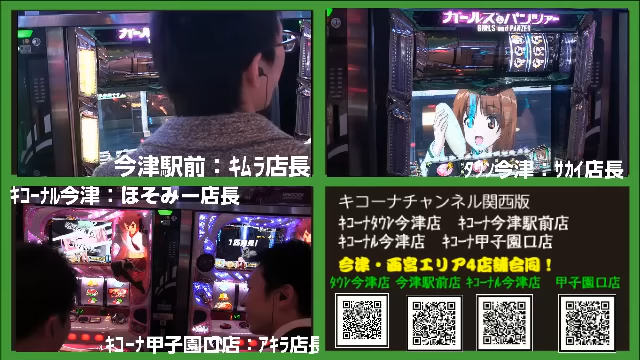 ガールズ&パンツァー
GIRLS und PANZER
今津駅前：ｷﾑﾗ店長
ﾀｳﾝ今津：ｻｶｲ店長
ｷｺｰﾅﾙ今津：ほそみー店長
ｷｺｰﾅ甲子園口店：ｱｷﾗ店長
キコーナチャンネル関西版
ｷｺｰﾅﾀｳﾝ今津店 ｷｺｰﾅ今津駅前店
ｷｺｰﾅﾙ今津店 ｷｺｰﾅ甲子園口店
今津・西宮エリア4店舗合同！
ﾀｳﾝ今津店 今津駅前店 ｷｺｰﾅﾙ今津店 甲子園口店